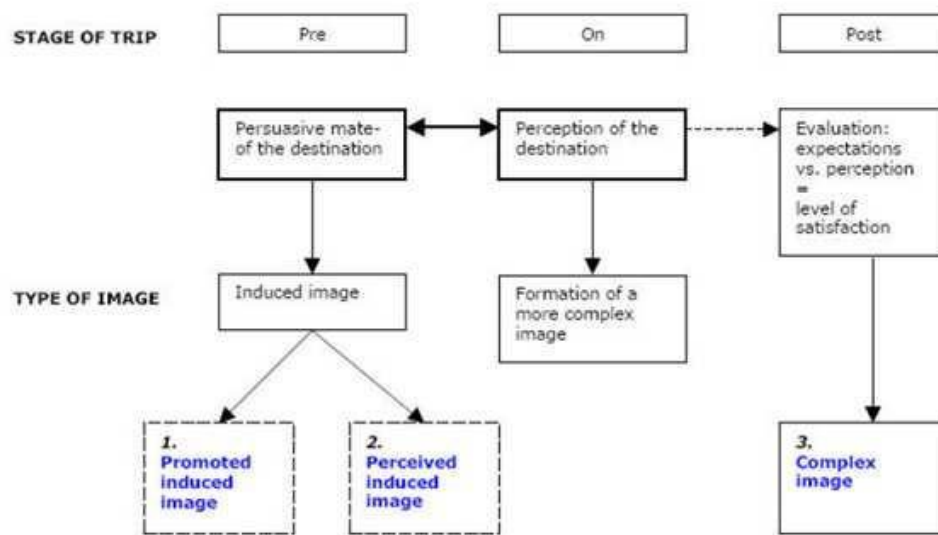 STAGE OF TRIP
Pre
On
Post
Persuasive mate-
of the destination
Perception of the
destination
Evaluation:
expectations
vs. perception
=
level of
satisfaction
TYPE OF IMAGE
Induced image
Formation of a
more complex
image
1.
Promoted
induced
image
2.
Perceived
induced
image
3.
Complex
image